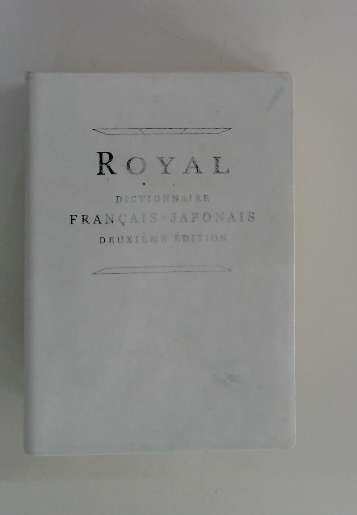 ROYAL
DICTIONNAIRE
FRANÇAIS-JAPONAIS
DEUXIÈME ÉDITION